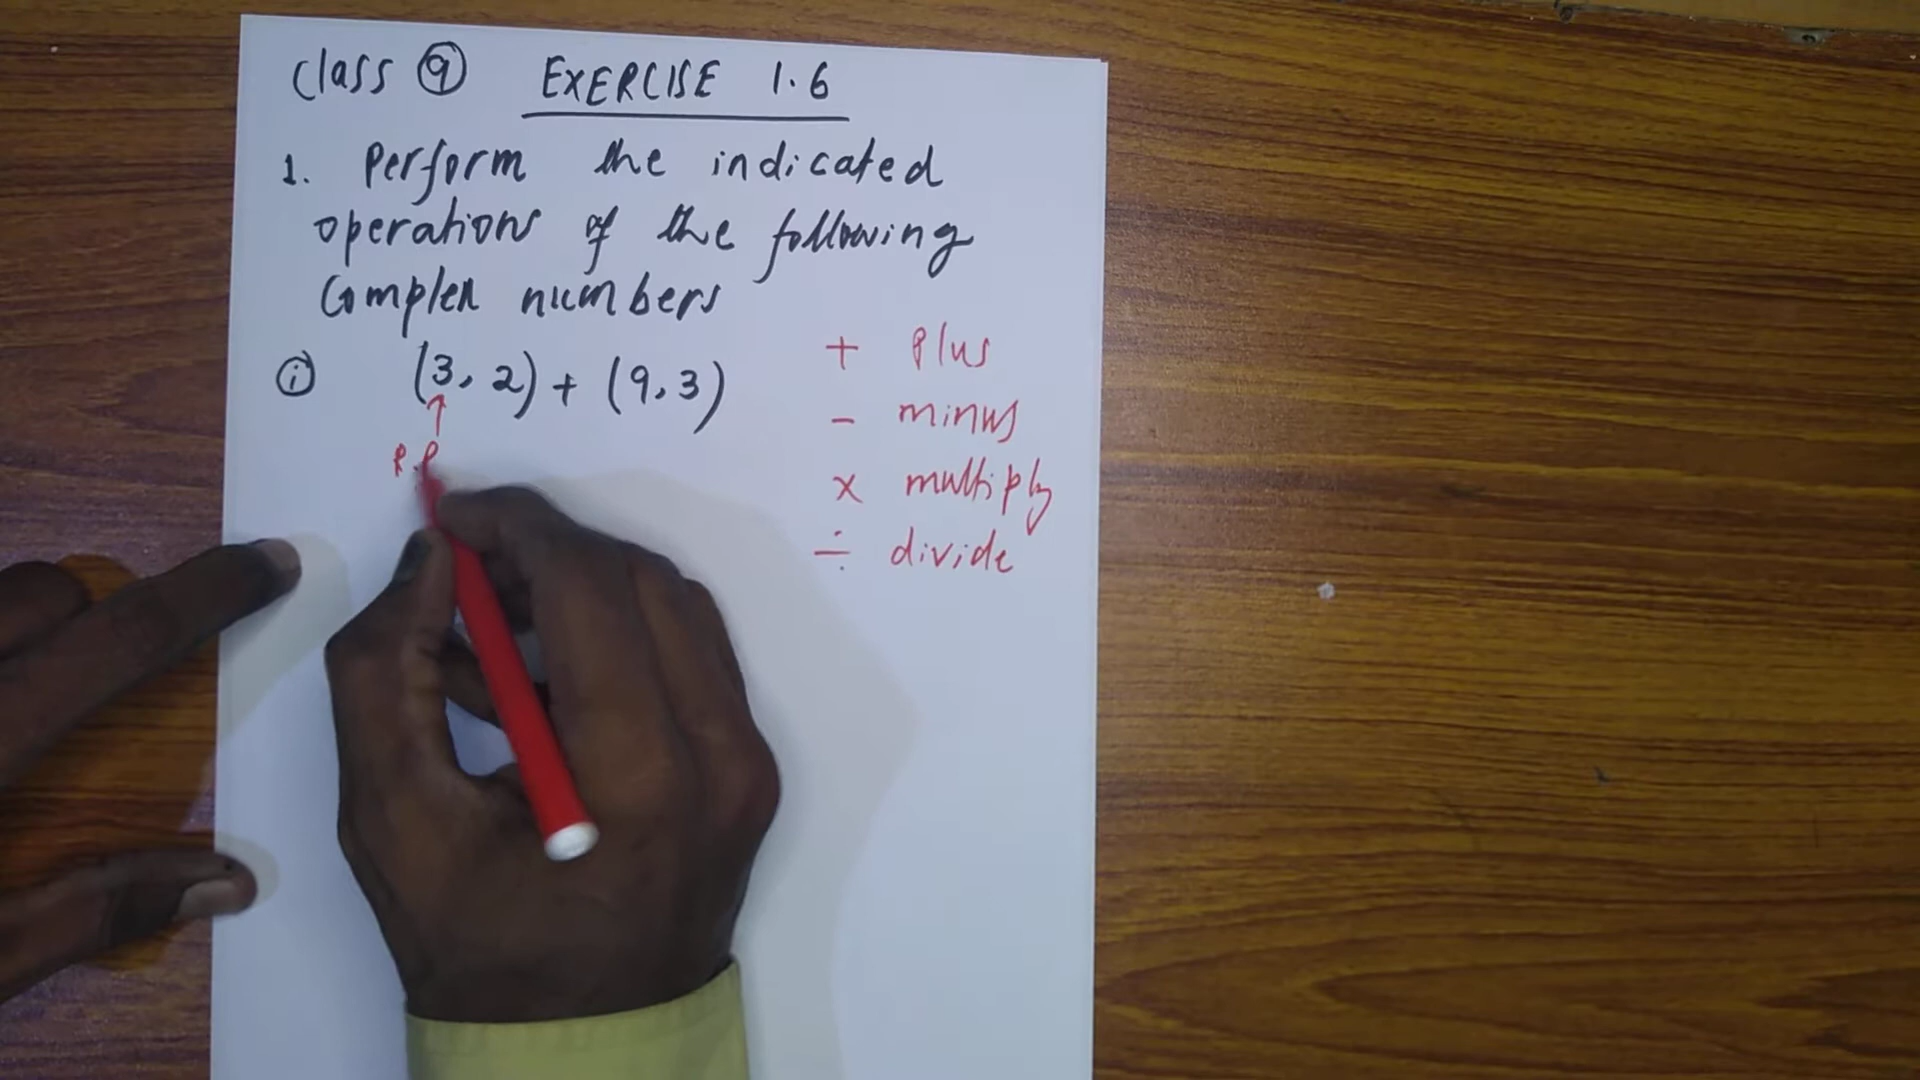 Class 9 EXERCISE 1.6
1. Perform the indicated
operations of the following
Complex numbers
i (3, 2) + (9, 3)
R.P
+ Plus
- minus
× multiply
÷ divide